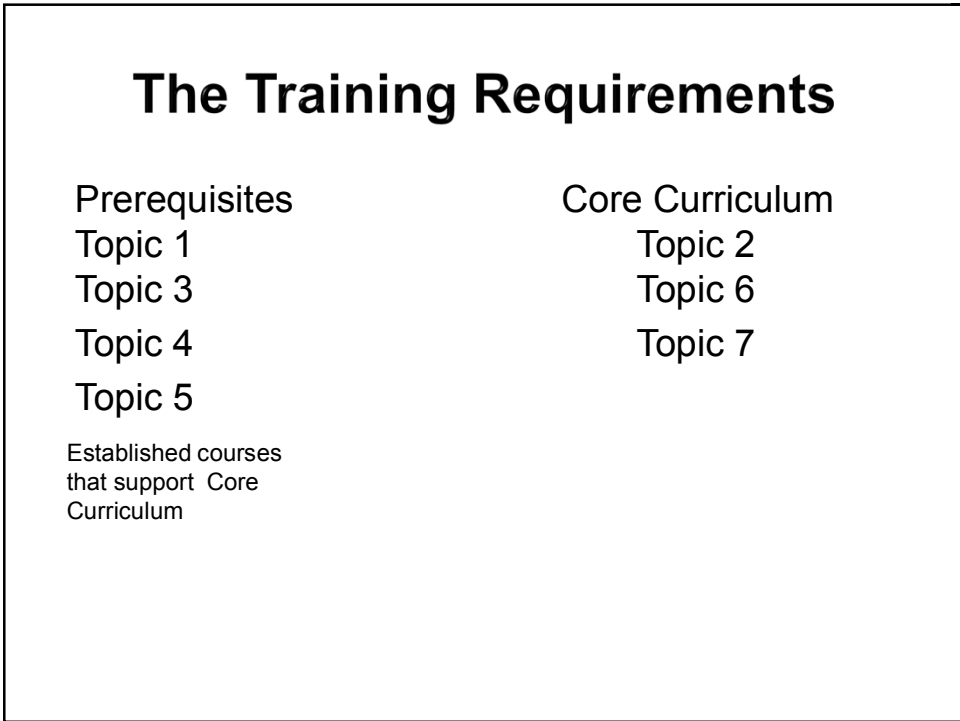 The Training Requirements
Prerequisites
Topic 1
Topic 3
Topic 4
Topic 5
Established courses
that support  Core
Curriculum
Core Curriculum
Topic 2
Topic 6
Topic 7